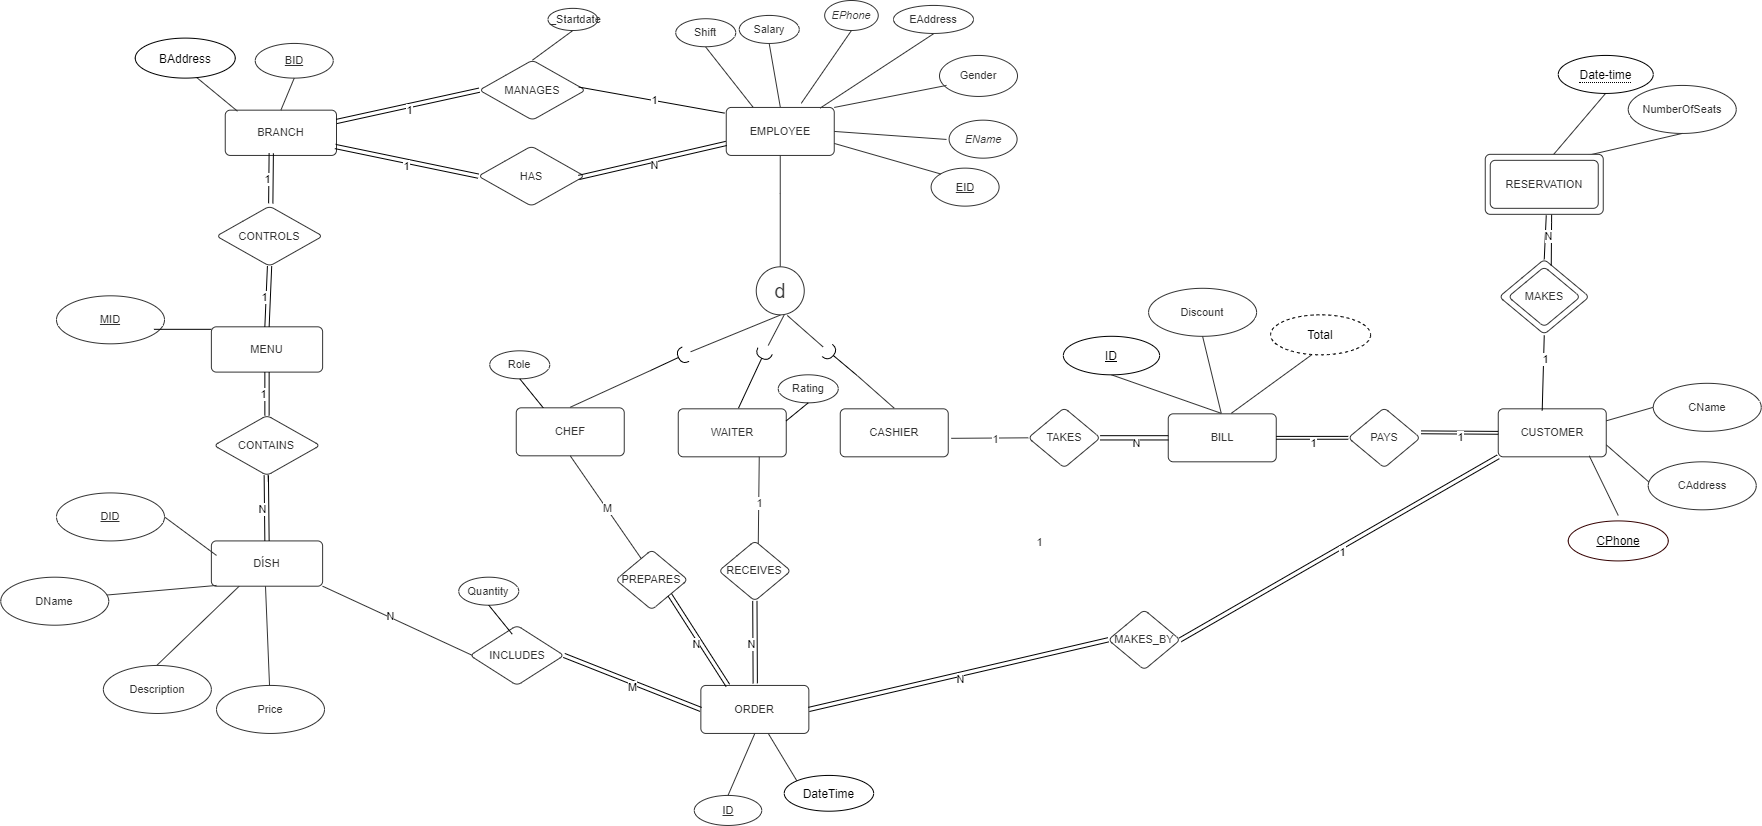 _Startdate
EPhone
EAddress
Shift
Salary
BAddress
BID
Gender
Date-time
MANAGES
1
1
NumberOfSeats
BRANCH
EMPLOYEE
EName
1
N
HAS
1
RESERVATION
EID
CONTROLS
N
d
MAKES
1
MID
Discount
Total
MENU
ID
1
Role
Rating
1
CName
CHEF
WAITER
CASHIER
1
TAKES
N
BILL
1
PAYS
1
CUSTOMER
CONTAINS
CAddress
N
M
1
DID
1
CPhone
1
DÍSH
RECEIVES
PREPARES
Quantity
DName
N
N
N
MAKES_BY
INCLUDES
N
M
Description
Price
ORDER
ID
DateTime